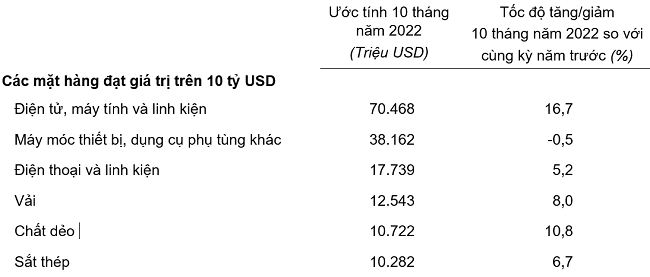 Ước tính 10 tháng năm 2022 (Triệu USD)
Tốc độ tăng/giảm 10 tháng năm 2022 so với cùng kỳ năm trước (%)
Các mặt hàng đạt giá trị trên 10 tỷ USD
Điện tử, máy tính và linh kiện 70.468 16,7
Máy móc thiết bị, dụng cụ phụ tùng khác 38.162 -0,5
Điện thoại và linh kiện 17.739 5,2
Vải 12.543 8,0
Chất dẻo 10.722 10,8
Sắt thép 10.282 6,7